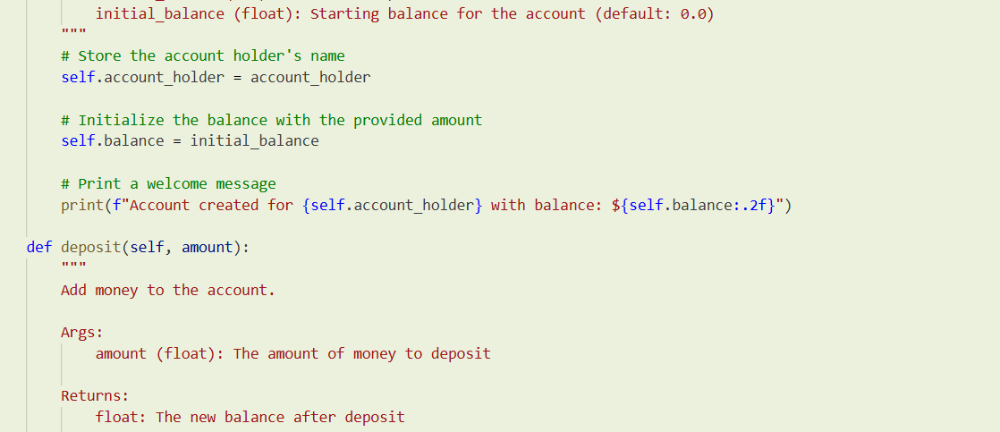 initial_balance (float): Starting balance for the account (default: 0.0)
"""
# Store the account holder's name
self.account_holder = account_holder
# Initialize the balance with the provided amount
self.balance = initial_balance
# Print a welcome message
print(f"Account created for {self.account_holder} with balance: ${self.balance:.2f}")
def deposit(self, amount):
"""
Add money to the account.
Args:
amount (float): The amount of money to deposit
Returns:
float: The new balance after deposit